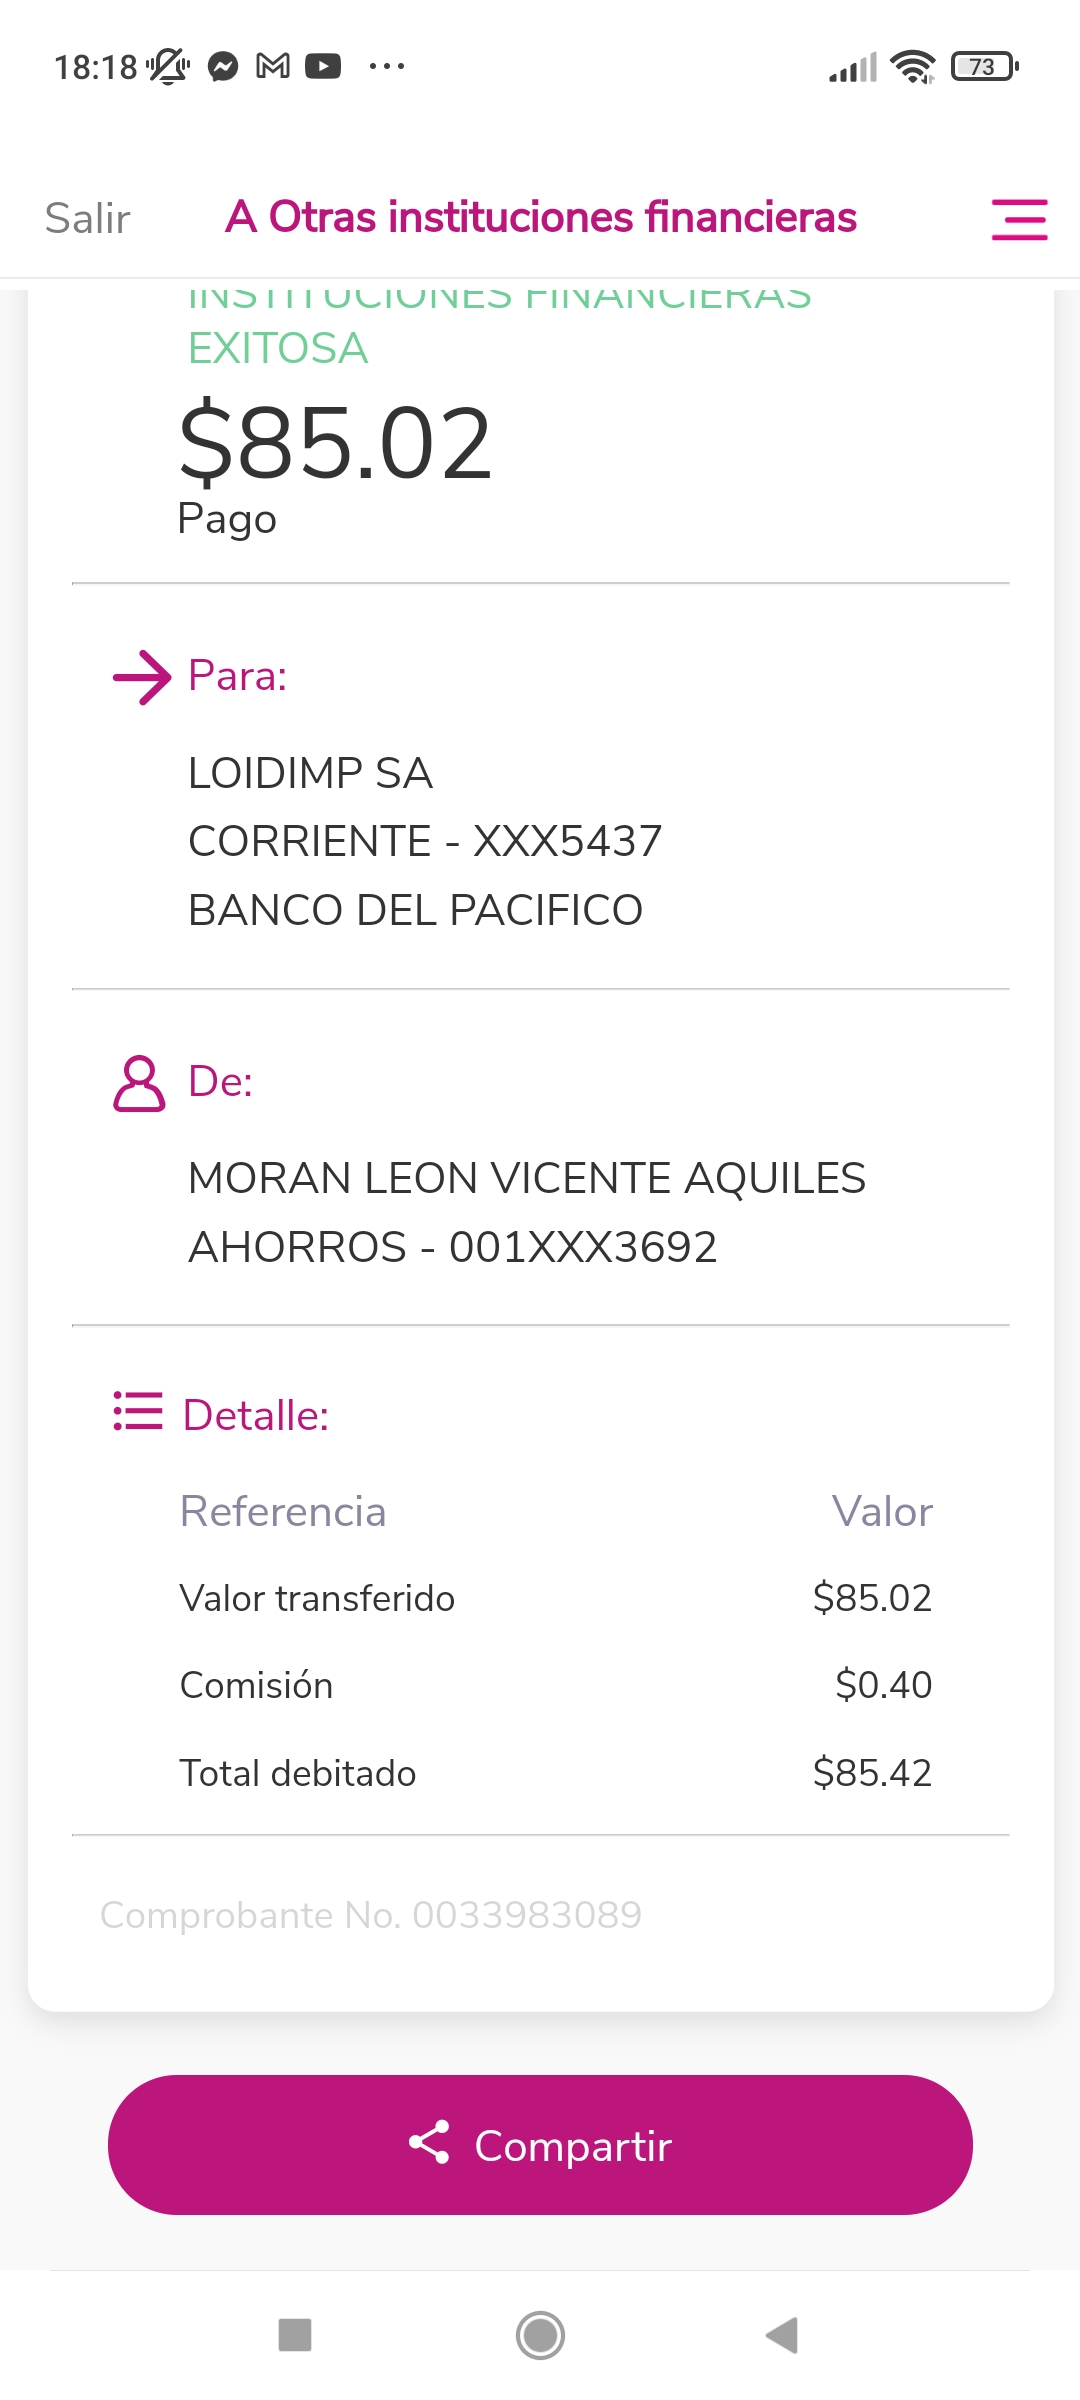 18:18
73
Salir
A Otras instituciones financieras
INSTITUCIONES FINANCIERAS
EXITOSA
$85.02
Pago
Para:
LOIDIMP SA
CORRIENTE - XXX5437
BANCO DEL PACIFICO
De:
MORAN LEON VICENTE AQUILES
AHORROS - 001XXX3692
Detalle:
Referencia Valor
Valor transferido $85.02
Comisión $0.40
Total debitado $85.42
Comprobante No. 0033983089
Compartir